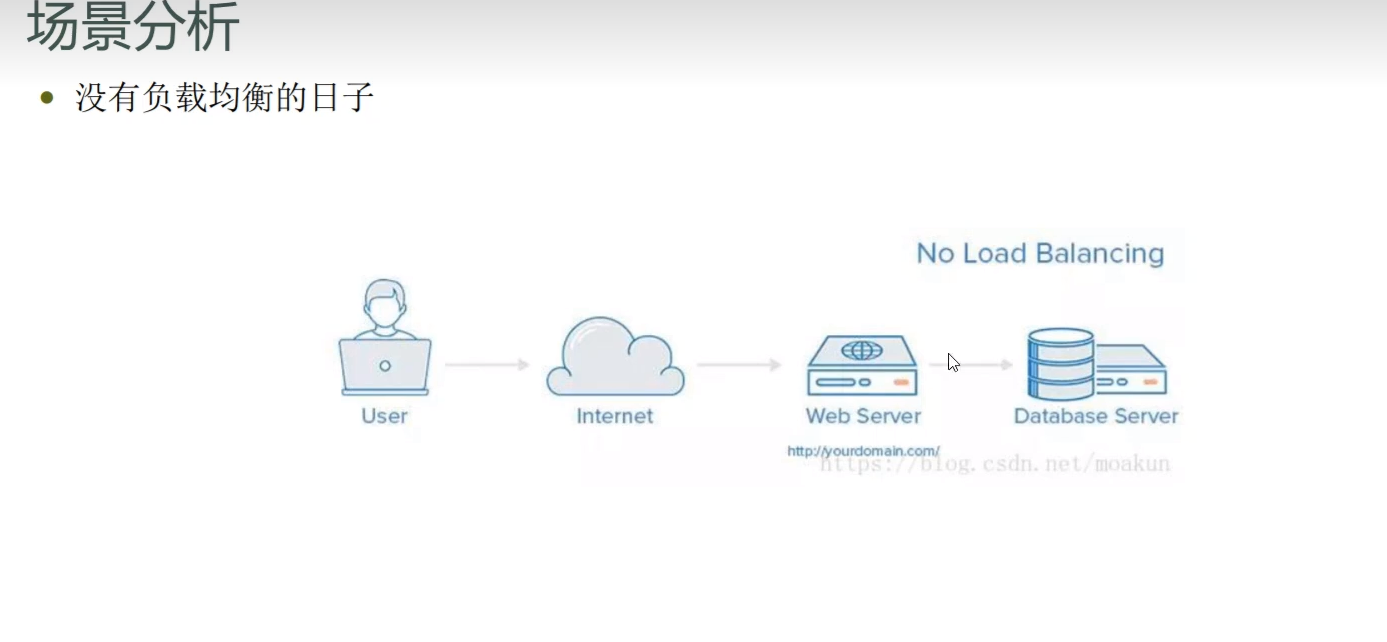 场景分析
没有负载均衡的日子
No Load Balancing
User
Internet
Web Server
Database Server
http://yourdomain.com/
https://blog.csdn.net/moakun